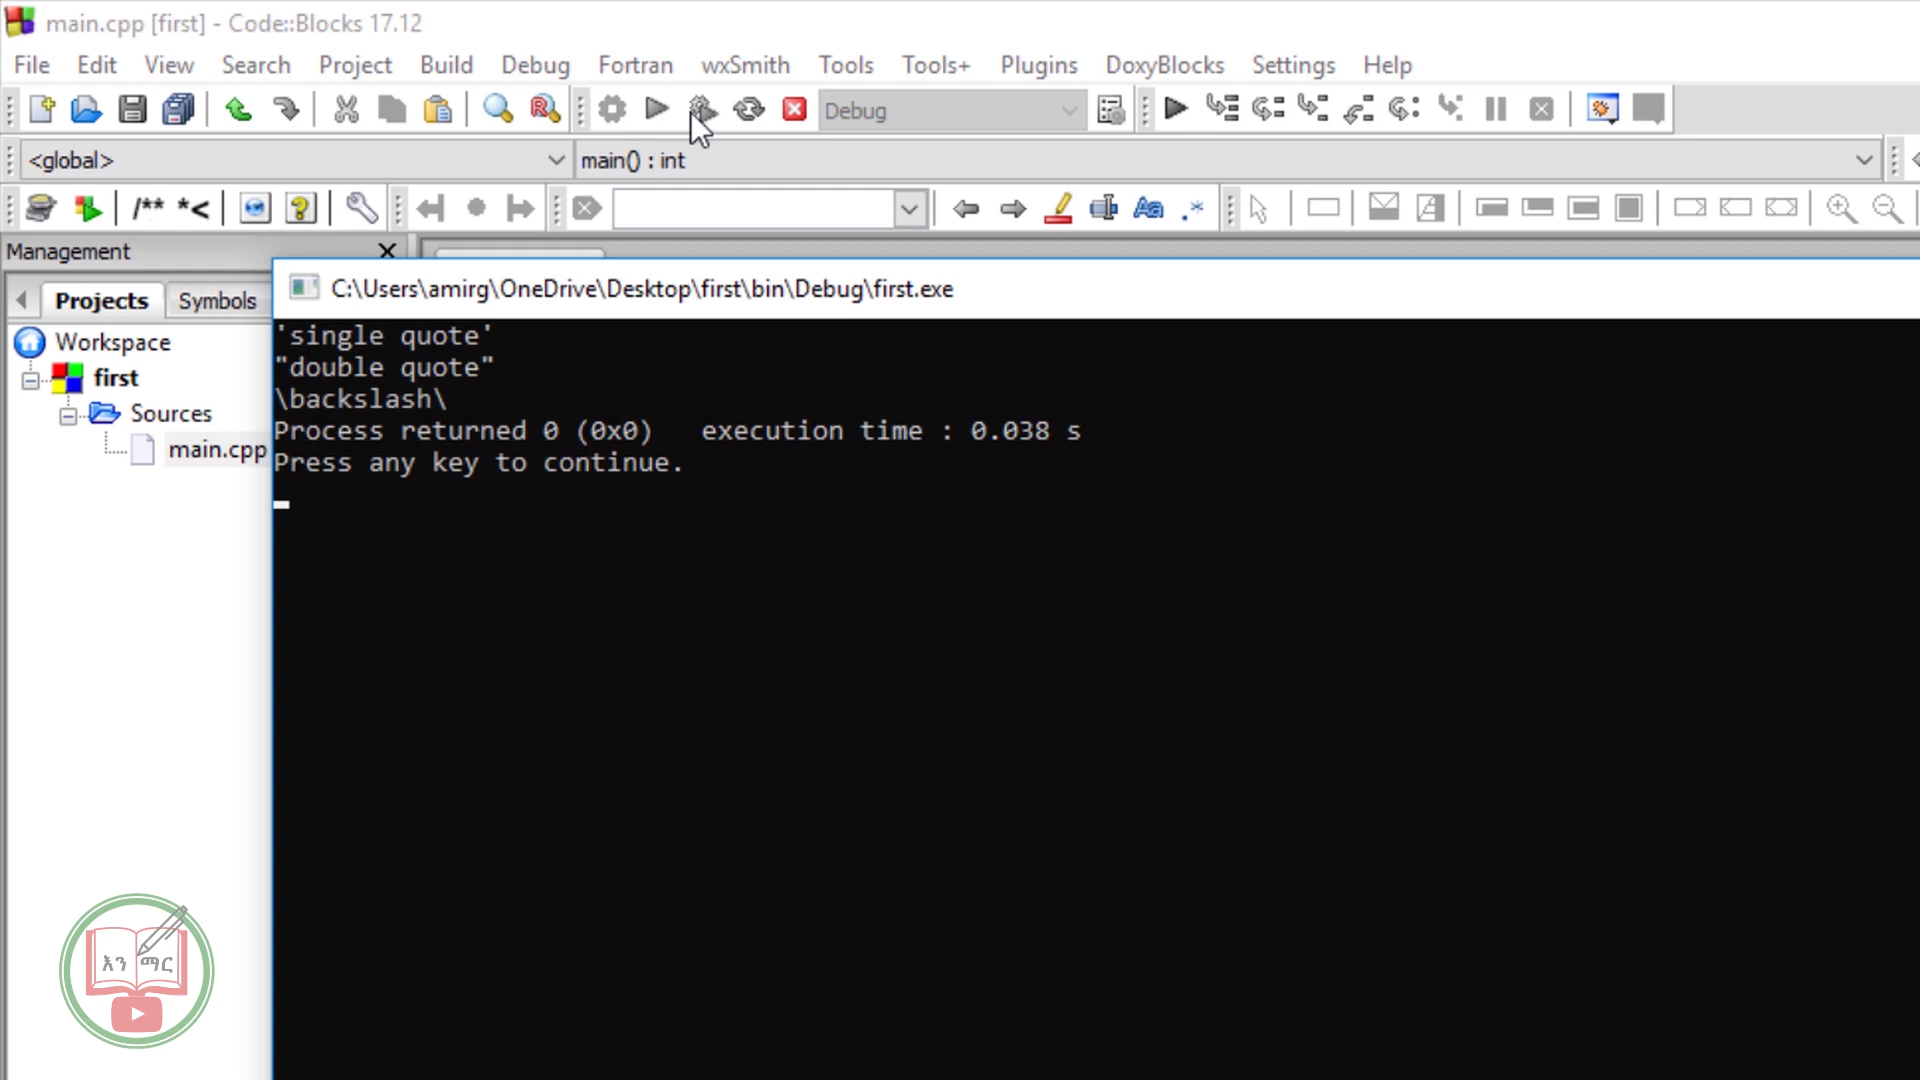 main.cpp [first] - Code::Blocks 17.12
File Edit View Search Project Build Debug Fortran wxSmith Tools Tools+ Plugins DoxyBlocks Settings Help
Debug
<global> main() : int
/** *<
Aa .*
Management
Projects Symbols
Workspace
first
Sources
main.cpp
C:\Users\amirg\OneDrive\Desktop\first\bin\Debug\first.exe
'single quote'
"double quote"
\backslash\
Process returned 0 (0x0)   execution time : 0.038 s
Press any key to continue.
እን ማር